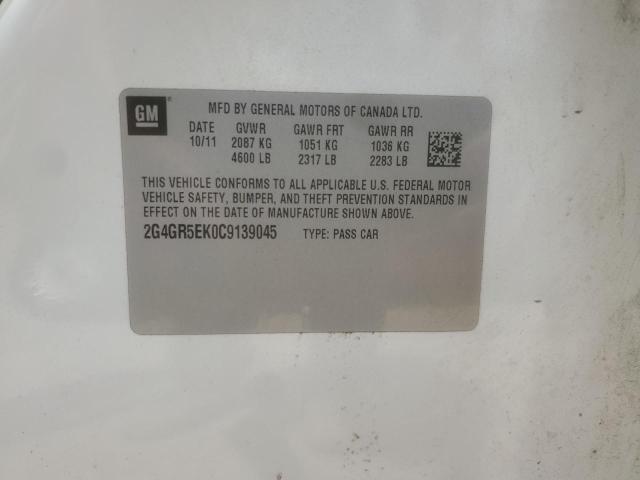 GM ®
MFD BY GENERAL MOTORS OF CANADA LTD.
DATE GVWR GAWR FRT GAWR RR
10/11 2087 KG 1051 KG 1036 KG
4600 LB 2317 LB 2283 LB
THIS VEHICLE CONFORMS TO ALL APPLICABLE U.S. FEDERAL MOTOR
VEHICLE SAFETY, BUMPER, AND THEFT PREVENTION STANDARDS IN
EFFECT ON THE DATE OF MANUFACTURE SHOWN ABOVE.
2G4GR5EK0C9139045 TYPE: PASS CAR